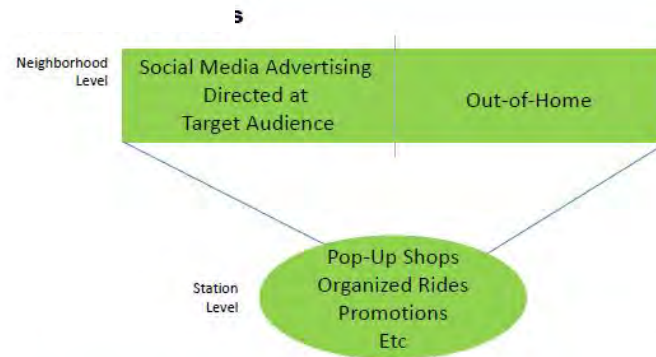 s
Neighborhood
Level
Social Media Advertising
Directed at
Target Audience
Out-of-Home
Station
Level
Pop-Up Shops
Organized Rides
Promotions
Etc